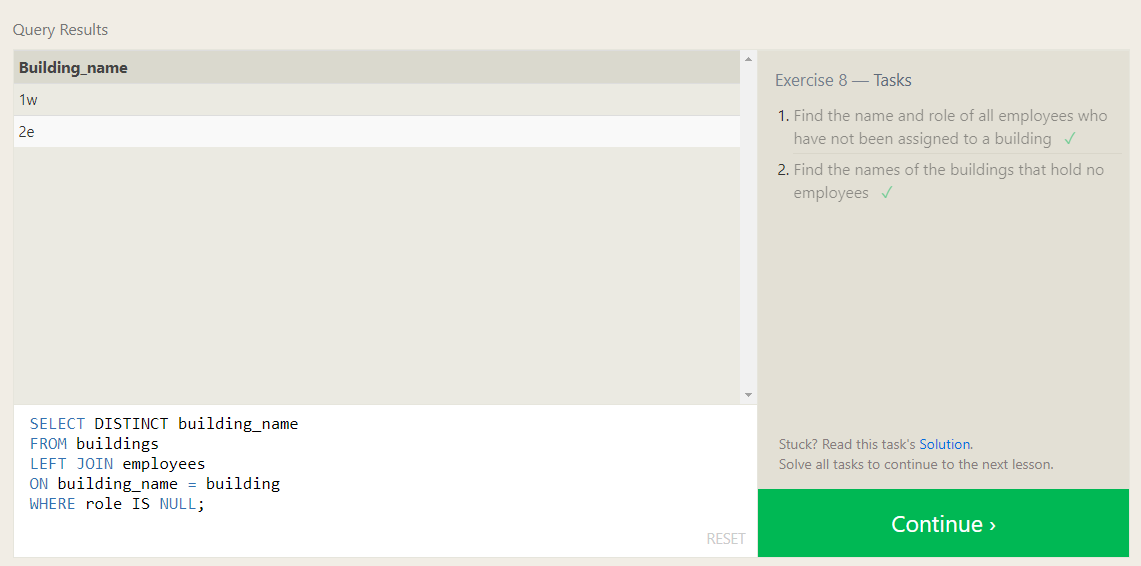 Query Results
Building_name
1w
2e
SELECT DISTINCT building_name
FROM buildings
LEFT JOIN employees
ON building_name = building
WHERE role IS NULL;
RESET
Exercise 8 — Tasks
1. Find the name and role of all employees who
have not been assigned to a building ✓
2. Find the names of the buildings that hold no
employees ✓
Stuck? Read this task's Solution.
Solve all tasks to continue to the next lesson.
Continue ›